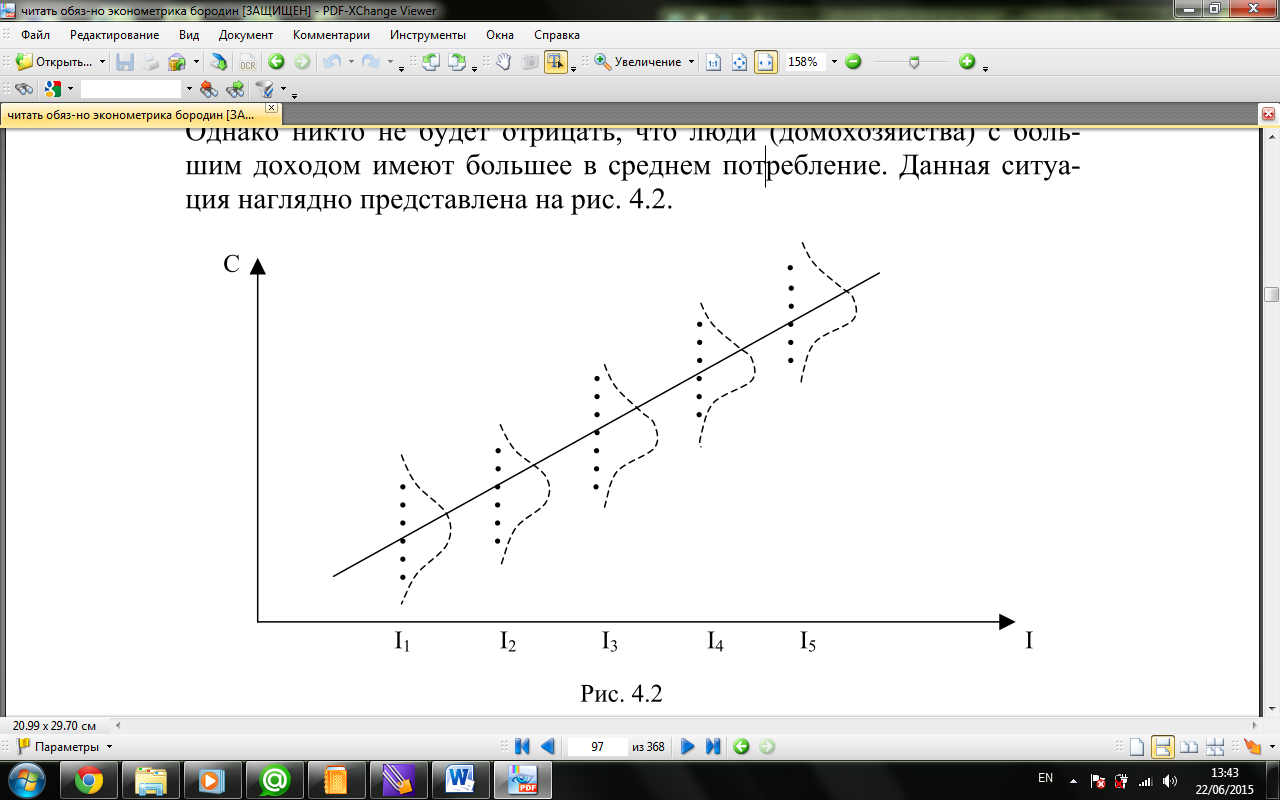 читать обяз-но эконометрика бородин [ЗАЩИЩЕН] - PDF-XChange Viewer
Файл Редактирование Вид Документ Комментарии Инструменты Окна Справка
Открыть... OCR Увеличение 158%
читать обяз-но эконометрика бородин [ЗА...
Однако никто не будет отрицать, что люди (домохозяйства) с боль-
шим доходом имеют большее в среднем потребление. Данная ситуа-
ция наглядно представлена на рис. 4.2.
C
I1 I2 I3 I4 I5 I
Рис. 4.2
20.99 x 29.70 см
Параметры 97 из 368
EN 13:43
22/06/2015